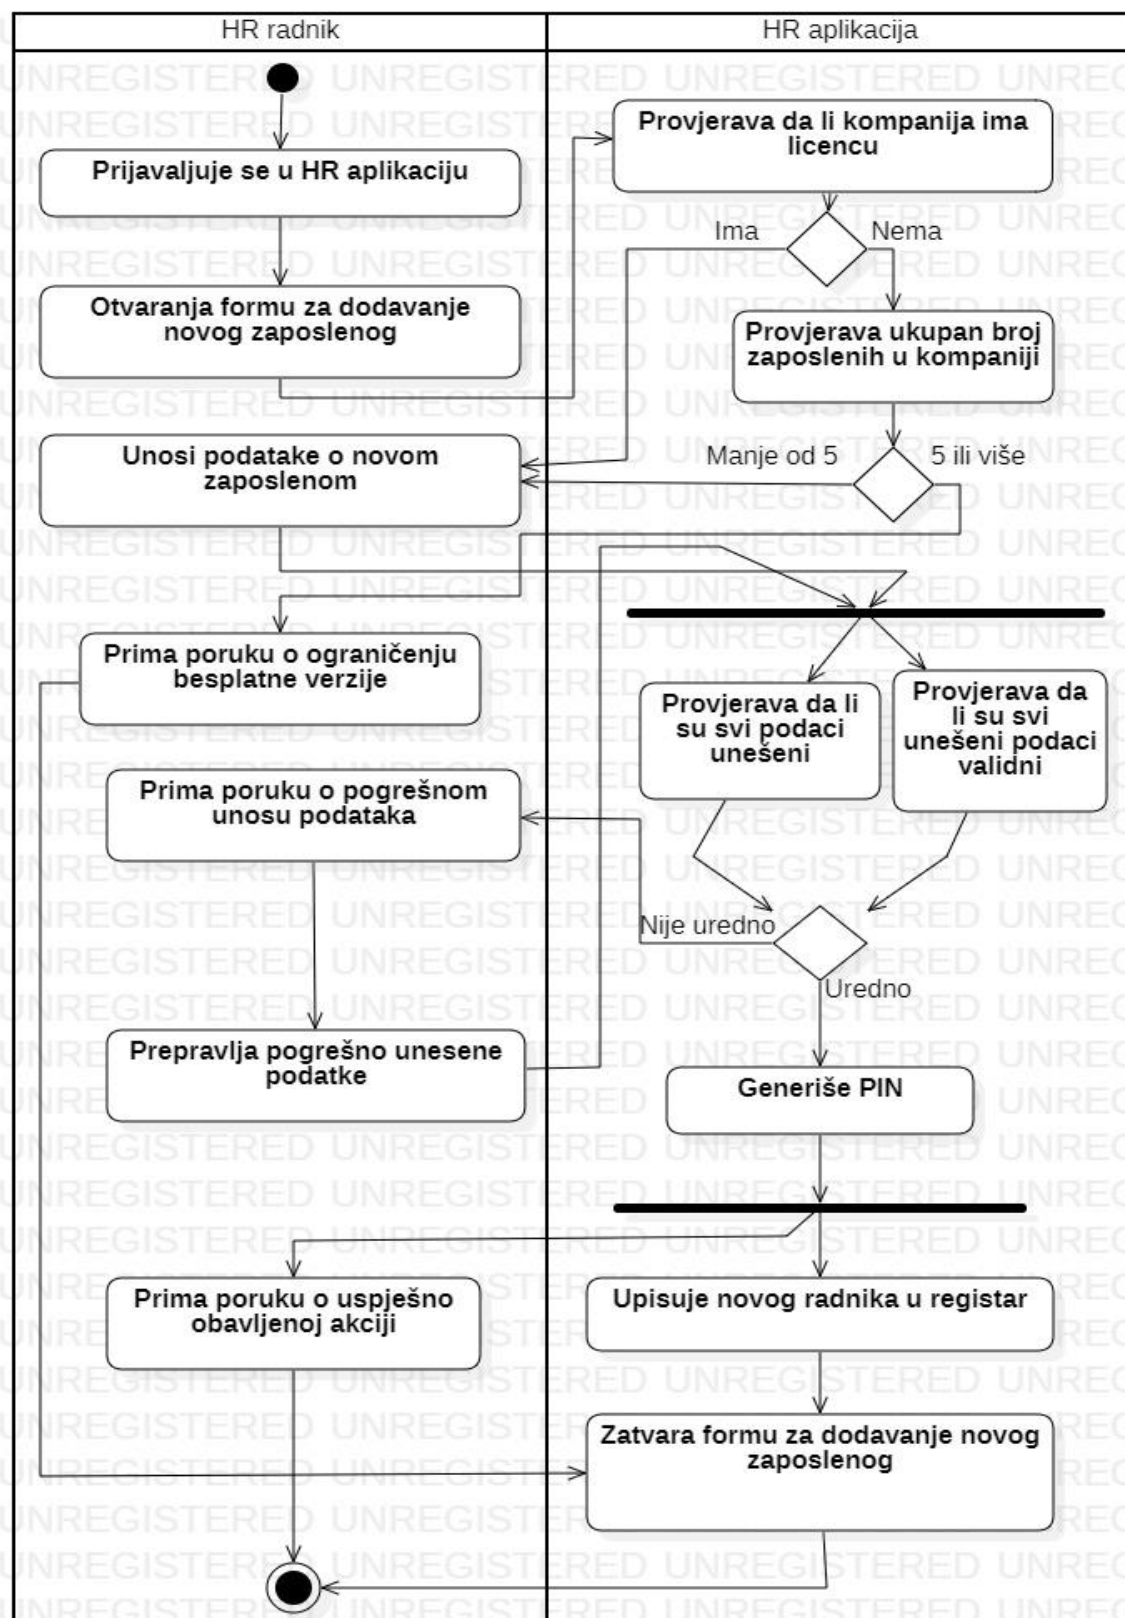 HR radnik
HR aplikacija
Prijavaljuje se u HR aplikaciju
Provjerava da li kompanija ima
licencu
Ima
Nema
Otvaranja formu za dodavanje
novog zaposlenog
Provjerava ukupan broj
zaposlenih u kompaniji
Unosi podatake o novom
zaposlenom
Manje od 5
5 ili više
Prima poruku o ograničenju
besplatne verzije
Provjerava da li
su svi podaci
unešeni
Provjerava da
li su svi
unešeni podaci
validni
Prima poruku o pogrešnom
unosu podataka
Nije uredno
Uredno
Prepravlja pogrešno unesene
podatke
Generiše PIN
Prima poruku o uspješno
obavljenoj akciji
Upisuje novog radnika u registar
Zatvara formu za dodavanje novog
zaposlenog
UNREGISTERED